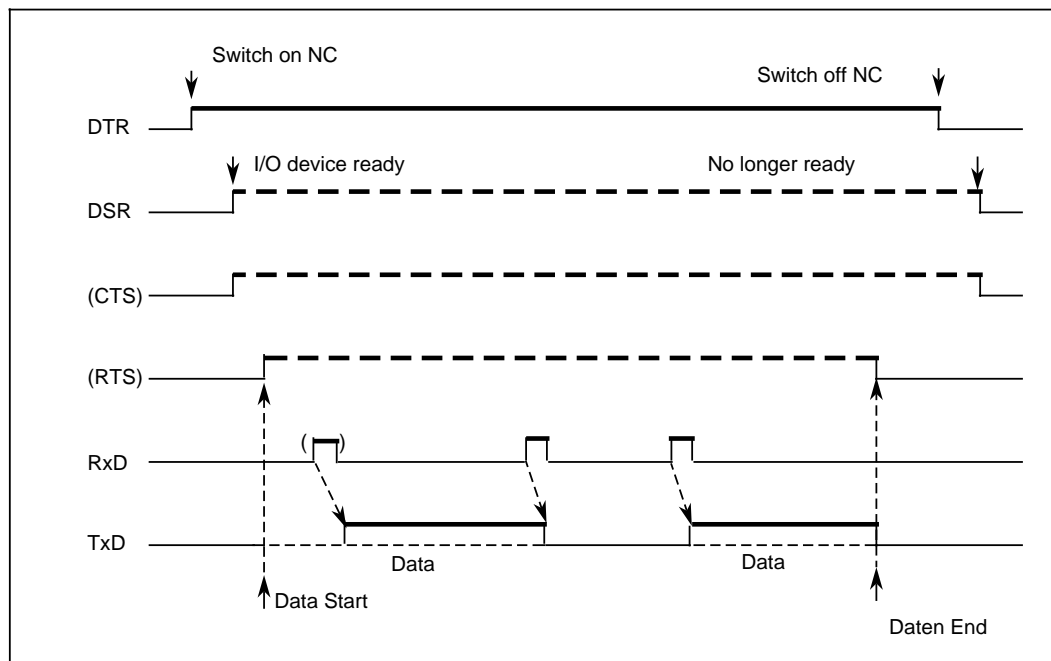 Switch on NC
Switch off NC
DTR
I/O device ready
No longer ready
DSR
(CTS)
(RTS)
( )
RxD
TxD
Data
Data
Data Start
Daten End